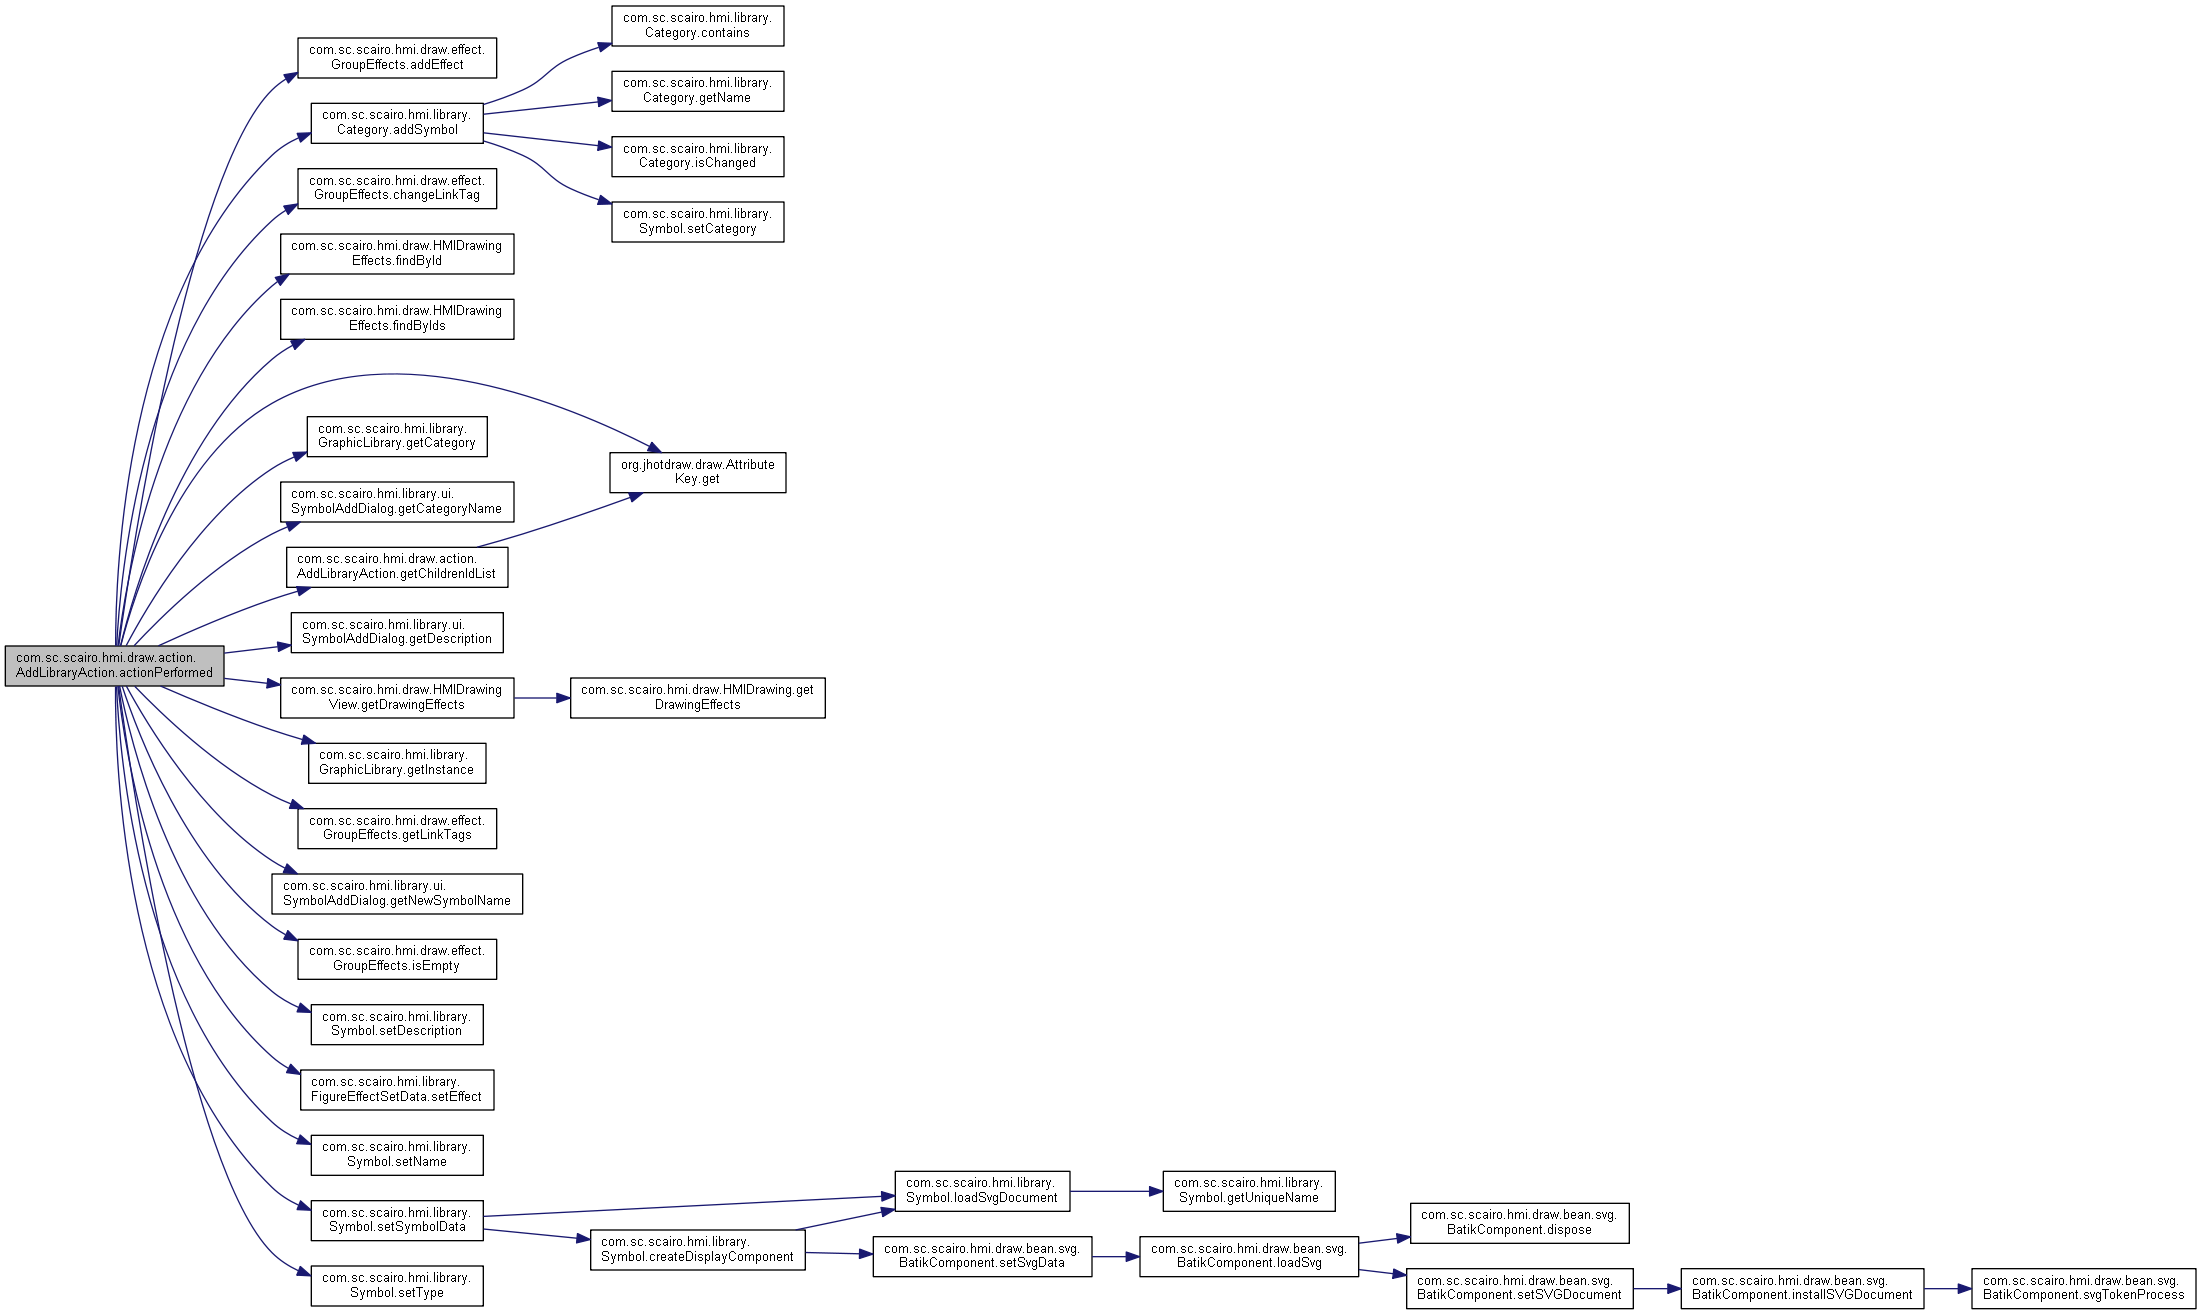 com.sc.scairo.hmi.draw.action.
AddLibraryAction.actionPerformed
com.sc.scairo.hmi.draw.effect.
GroupEffects.addEffect
com.sc.scairo.hmi.library.
Category.addSymbol
com.sc.scairo.hmi.library.
Category.contains
com.sc.scairo.hmi.library.
Category.getName
com.sc.scairo.hmi.library.
Category.isChanged
com.sc.scairo.hmi.library.
Symbol.setCategory
com.sc.scairo.hmi.draw.effect.
GroupEffects.changeLinkTag
com.sc.scairo.hmi.draw.HMIDrawing
Effects.findById
com.sc.scairo.hmi.draw.HMIDrawing
Effects.findByIds
com.sc.scairo.hmi.library.
GraphicLibrary.getCategory
org.jhotdraw.draw.Attribute
Key.get
com.sc.scairo.hmi.library.ui.
SymbolAddDialog.getCategoryName
com.sc.scairo.hmi.draw.action.
AddLibraryAction.getChildrenIdList
com.sc.scairo.hmi.library.ui.
SymbolAddDialog.getDescription
com.sc.scairo.hmi.draw.HMIDrawing
View.getDrawingEffects
com.sc.scairo.hmi.draw.HMIDrawing.get
DrawingEffects
com.sc.scairo.hmi.library.
GraphicLibrary.getInstance
com.sc.scairo.hmi.draw.effect.
GroupEffects.getLinkTags
com.sc.scairo.hmi.library.ui.
SymbolAddDialog.getNewSymbolName
com.sc.scairo.hmi.draw.effect.
GroupEffects.isEmpty
com.sc.scairo.hmi.library.
Symbol.setDescription
com.sc.scairo.hmi.library.
FigureEffectSetData.setEffect
com.sc.scairo.hmi.library.
Symbol.setName
com.sc.scairo.hmi.library.
Symbol.setSymbolData
com.sc.scairo.hmi.library.
Symbol.createDisplayComponent
com.sc.scairo.hmi.library.
Symbol.loadSvgDocument
com.sc.scairo.hmi.library.
Symbol.getUniqueName
com.sc.scairo.hmi.draw.bean.svg.
BatikComponent.setSvgData
com.sc.scairo.hmi.draw.bean.svg.
BatikComponent.loadSvg
com.sc.scairo.hmi.draw.bean.svg.
BatikComponent.dispose
com.sc.scairo.hmi.draw.bean.svg.
BatikComponent.setSVGDocument
com.sc.scairo.hmi.draw.bean.svg.
BatikComponent.installSVGDocument
com.sc.scairo.hmi.draw.bean.svg.
BatikComponent.svgTokenProcess
com.sc.scairo.hmi.library.
Symbol.setType